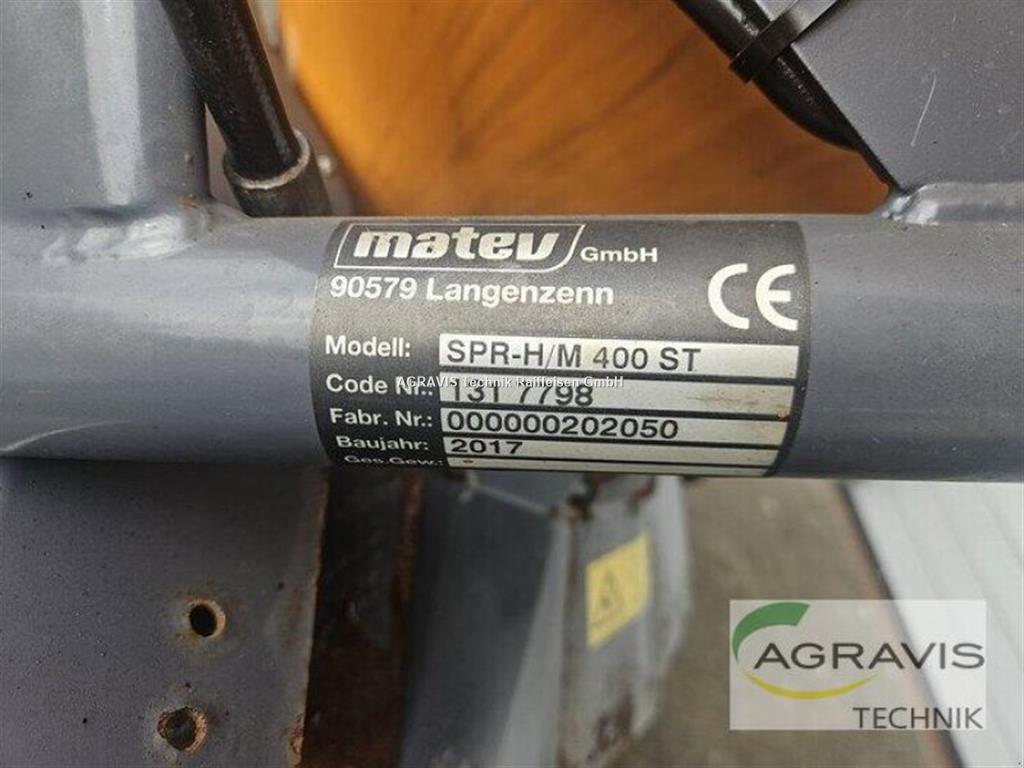 matev GmbH
90579 Langenzenn
CE
Modell: SPR-H/M 400 ST
AGRAVIS Technik Raiffeisen GmbH
Code Nr.: 131 7798
Fabr. Nr.: 000000202050
Baujahr: 2017
Ges.Gew.:
AGRAVIS
TECHNIK